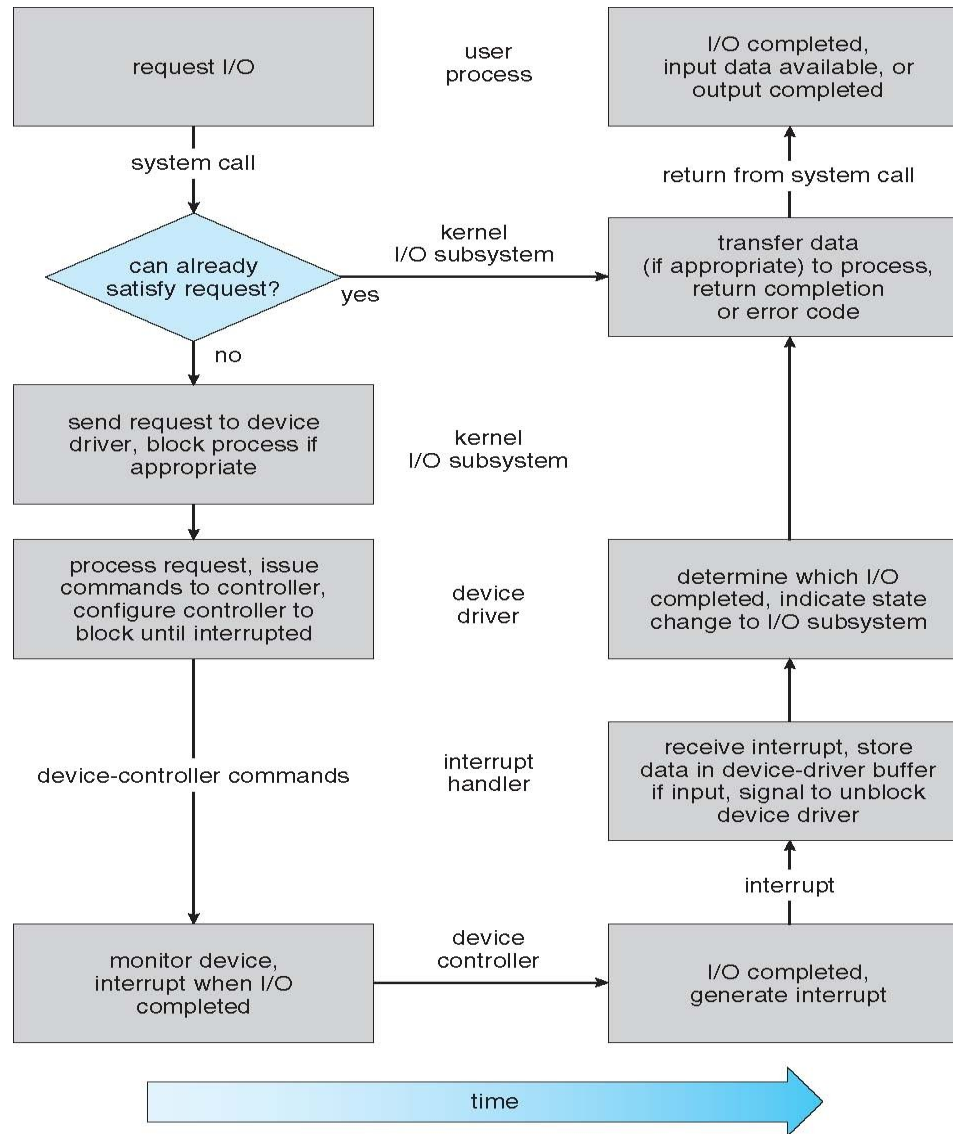 request I/O
user
process
I/O completed,
input data available, or
output completed
system call
return from system call
can already
satisfy request?
yes
no
kernel
I/O subsystem
transfer data
(if appropriate) to process,
return completion
or error code
send request to device
driver, block process if
appropriate
kernel
I/O subsystem
process request, issue
commands to controller,
configure controller to
block until interrupted
device
driver
determine which I/O
completed, indicate state
change to I/O subsystem
device-controller commands
interrupt
handler
receive interrupt, store
data in device-driver buffer
if input, signal to unblock
device driver
interrupt
monitor device,
interrupt when I/O
completed
device
controller
I/O completed,
generate interrupt
time